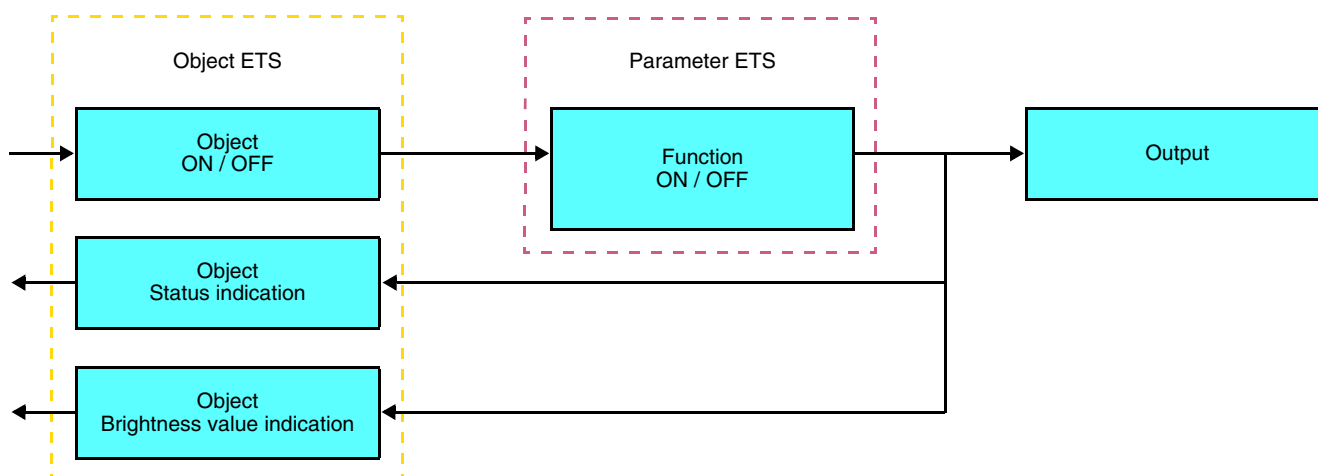 Object ETS
Parameter ETS
Object
ON / OFF
Function
ON / OFF
Output
Object
Status indication
Object
Brightness value indication